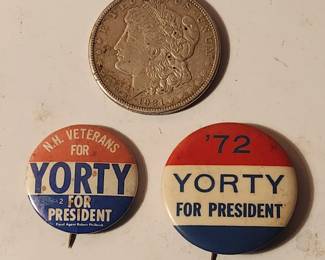 1921
N.H. VETERANS
FOR
YORTY
FOR
PRESIDENT
'72
YORTY
FOR PRESIDENT